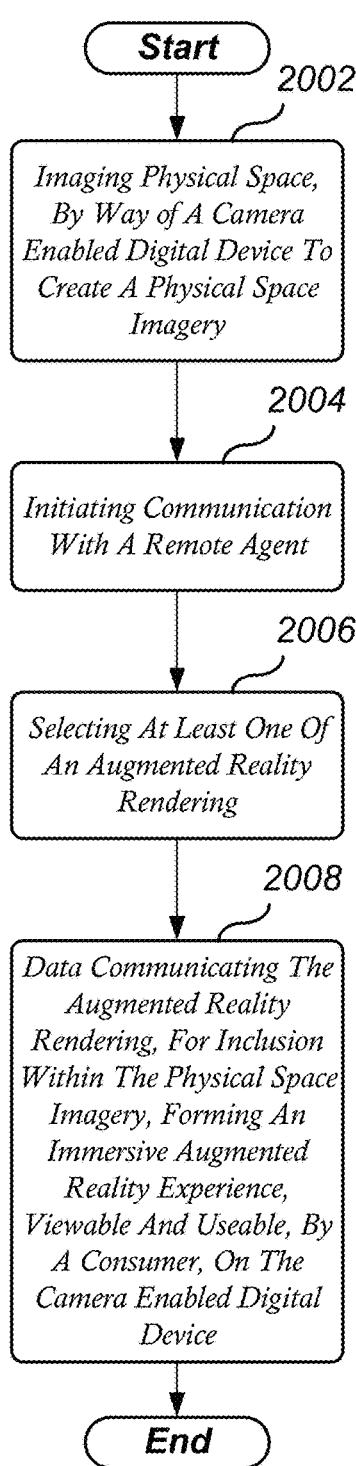 Start
2002
Imaging Physical Space,
By Way of A Camera
Enabled Digital Device To
Create A Physical Space
Imagery
2004
Initiating Communication
With A Remote Agent
2006
Selecting At Least One Of
An Augmented Reality
Rendering
2008
Data Communicating The
Augmented Reality
Rendering, For Inclusion
Within The Physical Space
Imagery, Forming An
Immersive Augmented
Reality Experience,
Viewable And Useable, By
A Consumer, On The
Camera Enabled Digital
Device
End